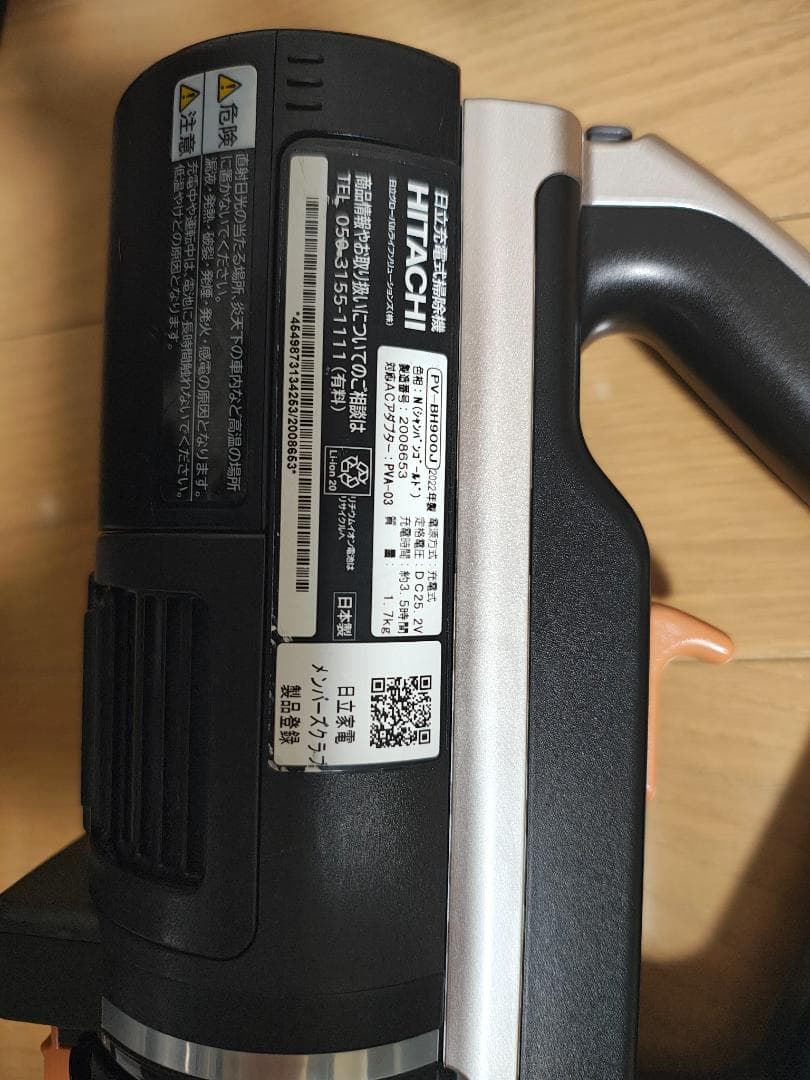 日立充電式掃除機
HITACHI
日立グローバルライフソリューションズ(株)
商品情報やお取り扱いについてのご相談は
TEL 050-3155-1111(有料)
*4549873134253/2008653*
PV-BH900J 2022年製
色相:N(シャンパンゴールド)
製造番号:2008653
対応ACアダプター:PVA-03
電源方式:充電式
定格電圧:DC25.2V
充電時間:約3.5時間
質 量: 1.7kg
Li-ion 20
リチウムイオン電池は
リサイクルへ
日本製
日立家電
メンバーズクラブ
製品登録
危険
直射日光の当たる場所、炎天下の車内など高温の場所
に置かないでください。
漏液・発熱・破裂・発煙・発火・感電の原因となります。
注意
充電中や運転中は、電池に長時間触れないでください。
低温やけどの原因となります。